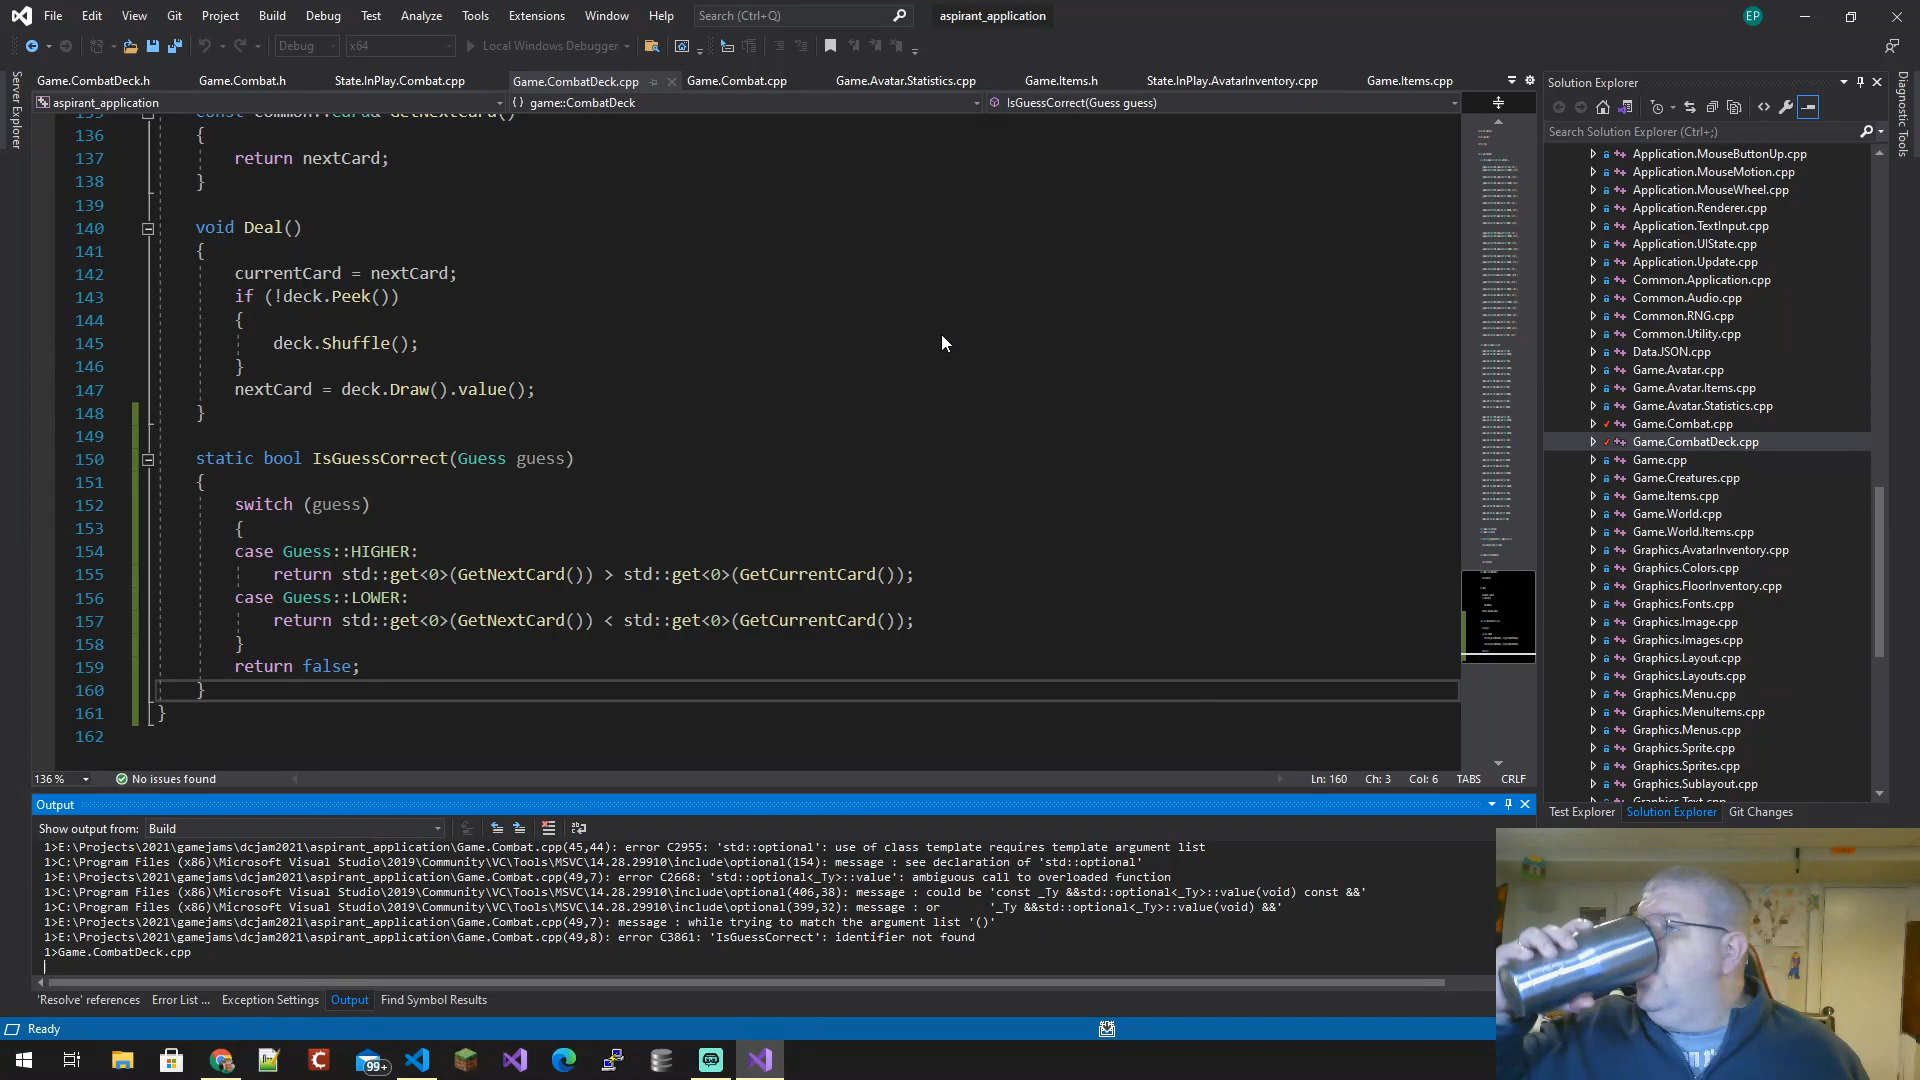 File Edit View Git Project Build Debug Test Analyze Tools Extensions Window Help Search (Ctrl+Q) aspirant_application EP
Debug x64 Local Windows Debugger
Server Explorer
Game.CombatDeck.h Game.Combat.h State.InPlay.Combat.cpp Game.CombatDeck.cpp Game.Combat.cpp Game.Avatar.Statistics.cpp Game.Items.h State.InPlay.AvatarInventory.cpp Game.Items.cpp
aspirant_application {} game::CombatDeck IsGuessCorrect(Guess guess)
135 const common::Card& GetNextCard()
136 {
137 return nextCard;
138 }
139
140 void Deal()
141 {
142 currentCard = nextCard;
143 if (!deck.Peek())
144 {
145 deck.Shuffle();
146 }
147 nextCard = deck.Draw().value();
148 }
149
150 static bool IsGuessCorrect(Guess guess)
151 {
152 switch (guess)
153 {
154 case Guess::HIGHER:
155 return std::get<0>(GetNextCard()) > std::get<0>(GetCurrentCard());
156 case Guess::LOWER:
157 return std::get<0>(GetNextCard()) < std::get<0>(GetCurrentCard());
158 }
159 return false;
160 }
161 }
162
136 % No issues found Ln: 160 Ch: 3 Col: 6 TABS CRLF
Output
Show output from: Build
1>E:\Projects\2021\gamejams\dcjam2021\aspirant_application\Game.Combat.cpp(45,44): error C2955: 'std::optional': use of class template requires template argument list
1>C:\Program Files (x86)\Microsoft Visual Studio\2019\Community\VC\Tools\MSVC\14.28.29910\include\optional(154): message : see declaration of 'std::optional'
1>E:\Projects\2021\gamejams\dcjam2021\aspirant_application\Game.Combat.cpp(49,7): error C2668: 'std::optional<_Ty>::value': ambiguous call to overloaded function
1>C:\Program Files (x86)\Microsoft Visual Studio\2019\Community\VC\Tools\MSVC\14.28.29910\include\optional(406,38): message : could be 'const _Ty &&std::optional<_Ty>::value(void) const &&'
1>C:\Program Files (x86)\Microsoft Visual Studio\2019\Community\VC\Tools\MSVC\14.28.29910\include\optional(399,32): message : or '_Ty &&std::optional<_Ty>::value(void) &&'
1>E:\Projects\2021\gamejams\dcjam2021\aspirant_application\Game.Combat.cpp(49,7): message : while trying to match the argument list '()'
1>E:\Projects\2021\gamejams\dcjam2021\aspirant_application\Game.Combat.cpp(49,8): error C3861: 'IsGuessCorrect': identifier not found
1>Game.CombatDeck.cpp
'Resolve' references Error List ... Exception Settings Output Find Symbol Results
Ready
99+
Solution Explorer
Search Solution Explorer (Ctrl+;)
Application.MouseButtonUp.cpp
Application.MouseMotion.cpp
Application.MouseWheel.cpp
Application.Renderer.cpp
Application.TextInput.cpp
Application.UIState.cpp
Application.Update.cpp
Common.Application.cpp
Common.Audio.cpp
Common.RNG.cpp
Common.Utility.cpp
Data.JSON.cpp
Game.Avatar.cpp
Game.Avatar.Items.cpp
Game.Avatar.Statistics.cpp
Game.Combat.cpp
Game.CombatDeck.cpp
Game.cpp
Game.Creatures.cpp
Game.Items.cpp
Game.World.cpp
Game.World.Items.cpp
Graphics.AvatarInventory.cpp
Graphics.Colors.cpp
Graphics.FloorInventory.cpp
Graphics.Fonts.cpp
Graphics.Image.cpp
Graphics.Images.cpp
Graphics.Layout.cpp
Graphics.Layouts.cpp
Graphics.Menu.cpp
Graphics.MenuItems.cpp
Graphics.Menus.cpp
Graphics.Sprite.cpp
Graphics.Sprites.cpp
Graphics.Sublayout.cpp
Graphics.Text.cpp
Test Explorer Solution Explorer Git Changes
Diagnostic Tools